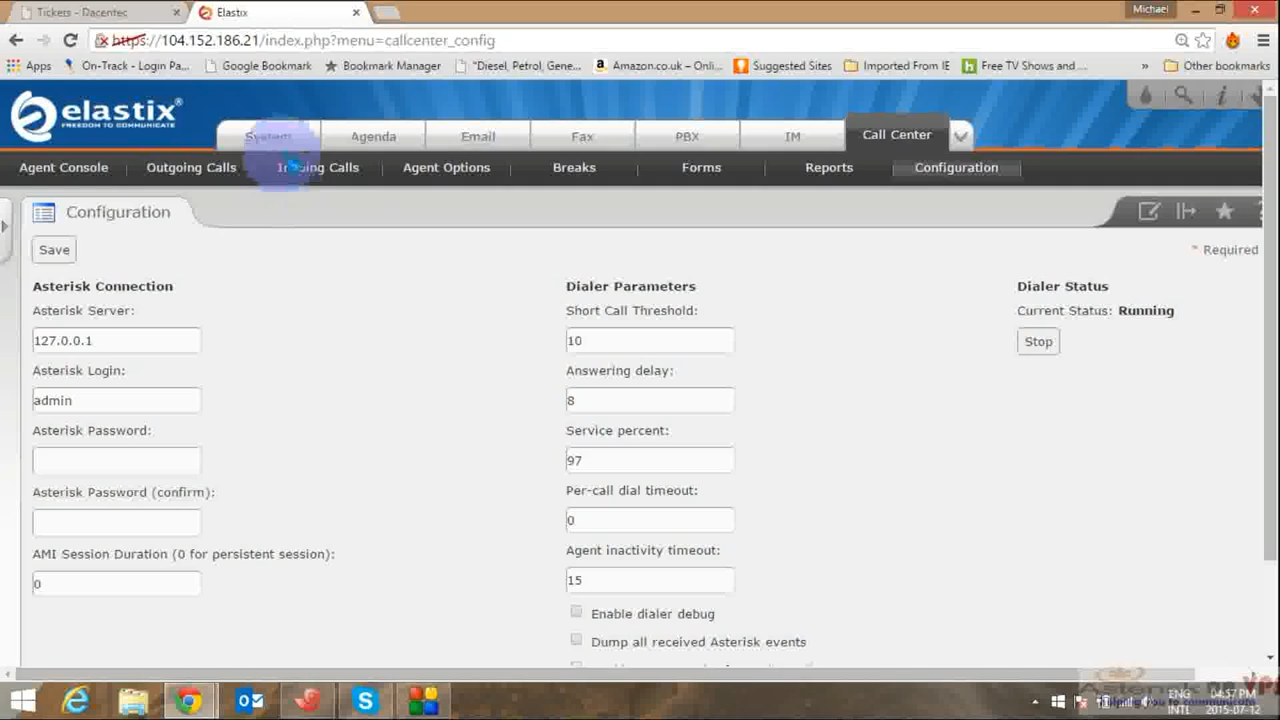 Tickers - Dacentec
Elastix
Michael
https://104.152.186.21/index.php?menu=callcenter_config
Apps
On-Track - Login Pa...
Google Bookmark
Bookmark Manager
"Diesel, Petrol, Gene...
Amazon.co.uk – Onli...
Suggested Sites
Imported From IE
Free TV Shows and ...
»
Other bookmarks
elastix
FREEDOM TO COMMUNICATE
System
Agenda
Email
Fax
PBX
IM
Call Center
Agent Console
Outgoing Calls
Ingoing Calls
Agent Options
Breaks
Forms
Reports
Configuration
Configuration
Save
* Required
Asterisk Connection
Dialer Parameters
Dialer Status
Asterisk Server:
Short Call Threshold:
Current Status: Running
127.0.0.1
10
Stop
Asterisk Login:
Answering delay:
admin
8
Asterisk Password:
Service percent:
97
Asterisk Password (confirm):
Per-call dial timeout:
0
AMI Session Duration (0 for persistent session):
Agent inactivity timeout:
0
15
Enable dialer debug
Dump all received Asterisk events
ENG
04:57 PM
INTL
2015-07-12